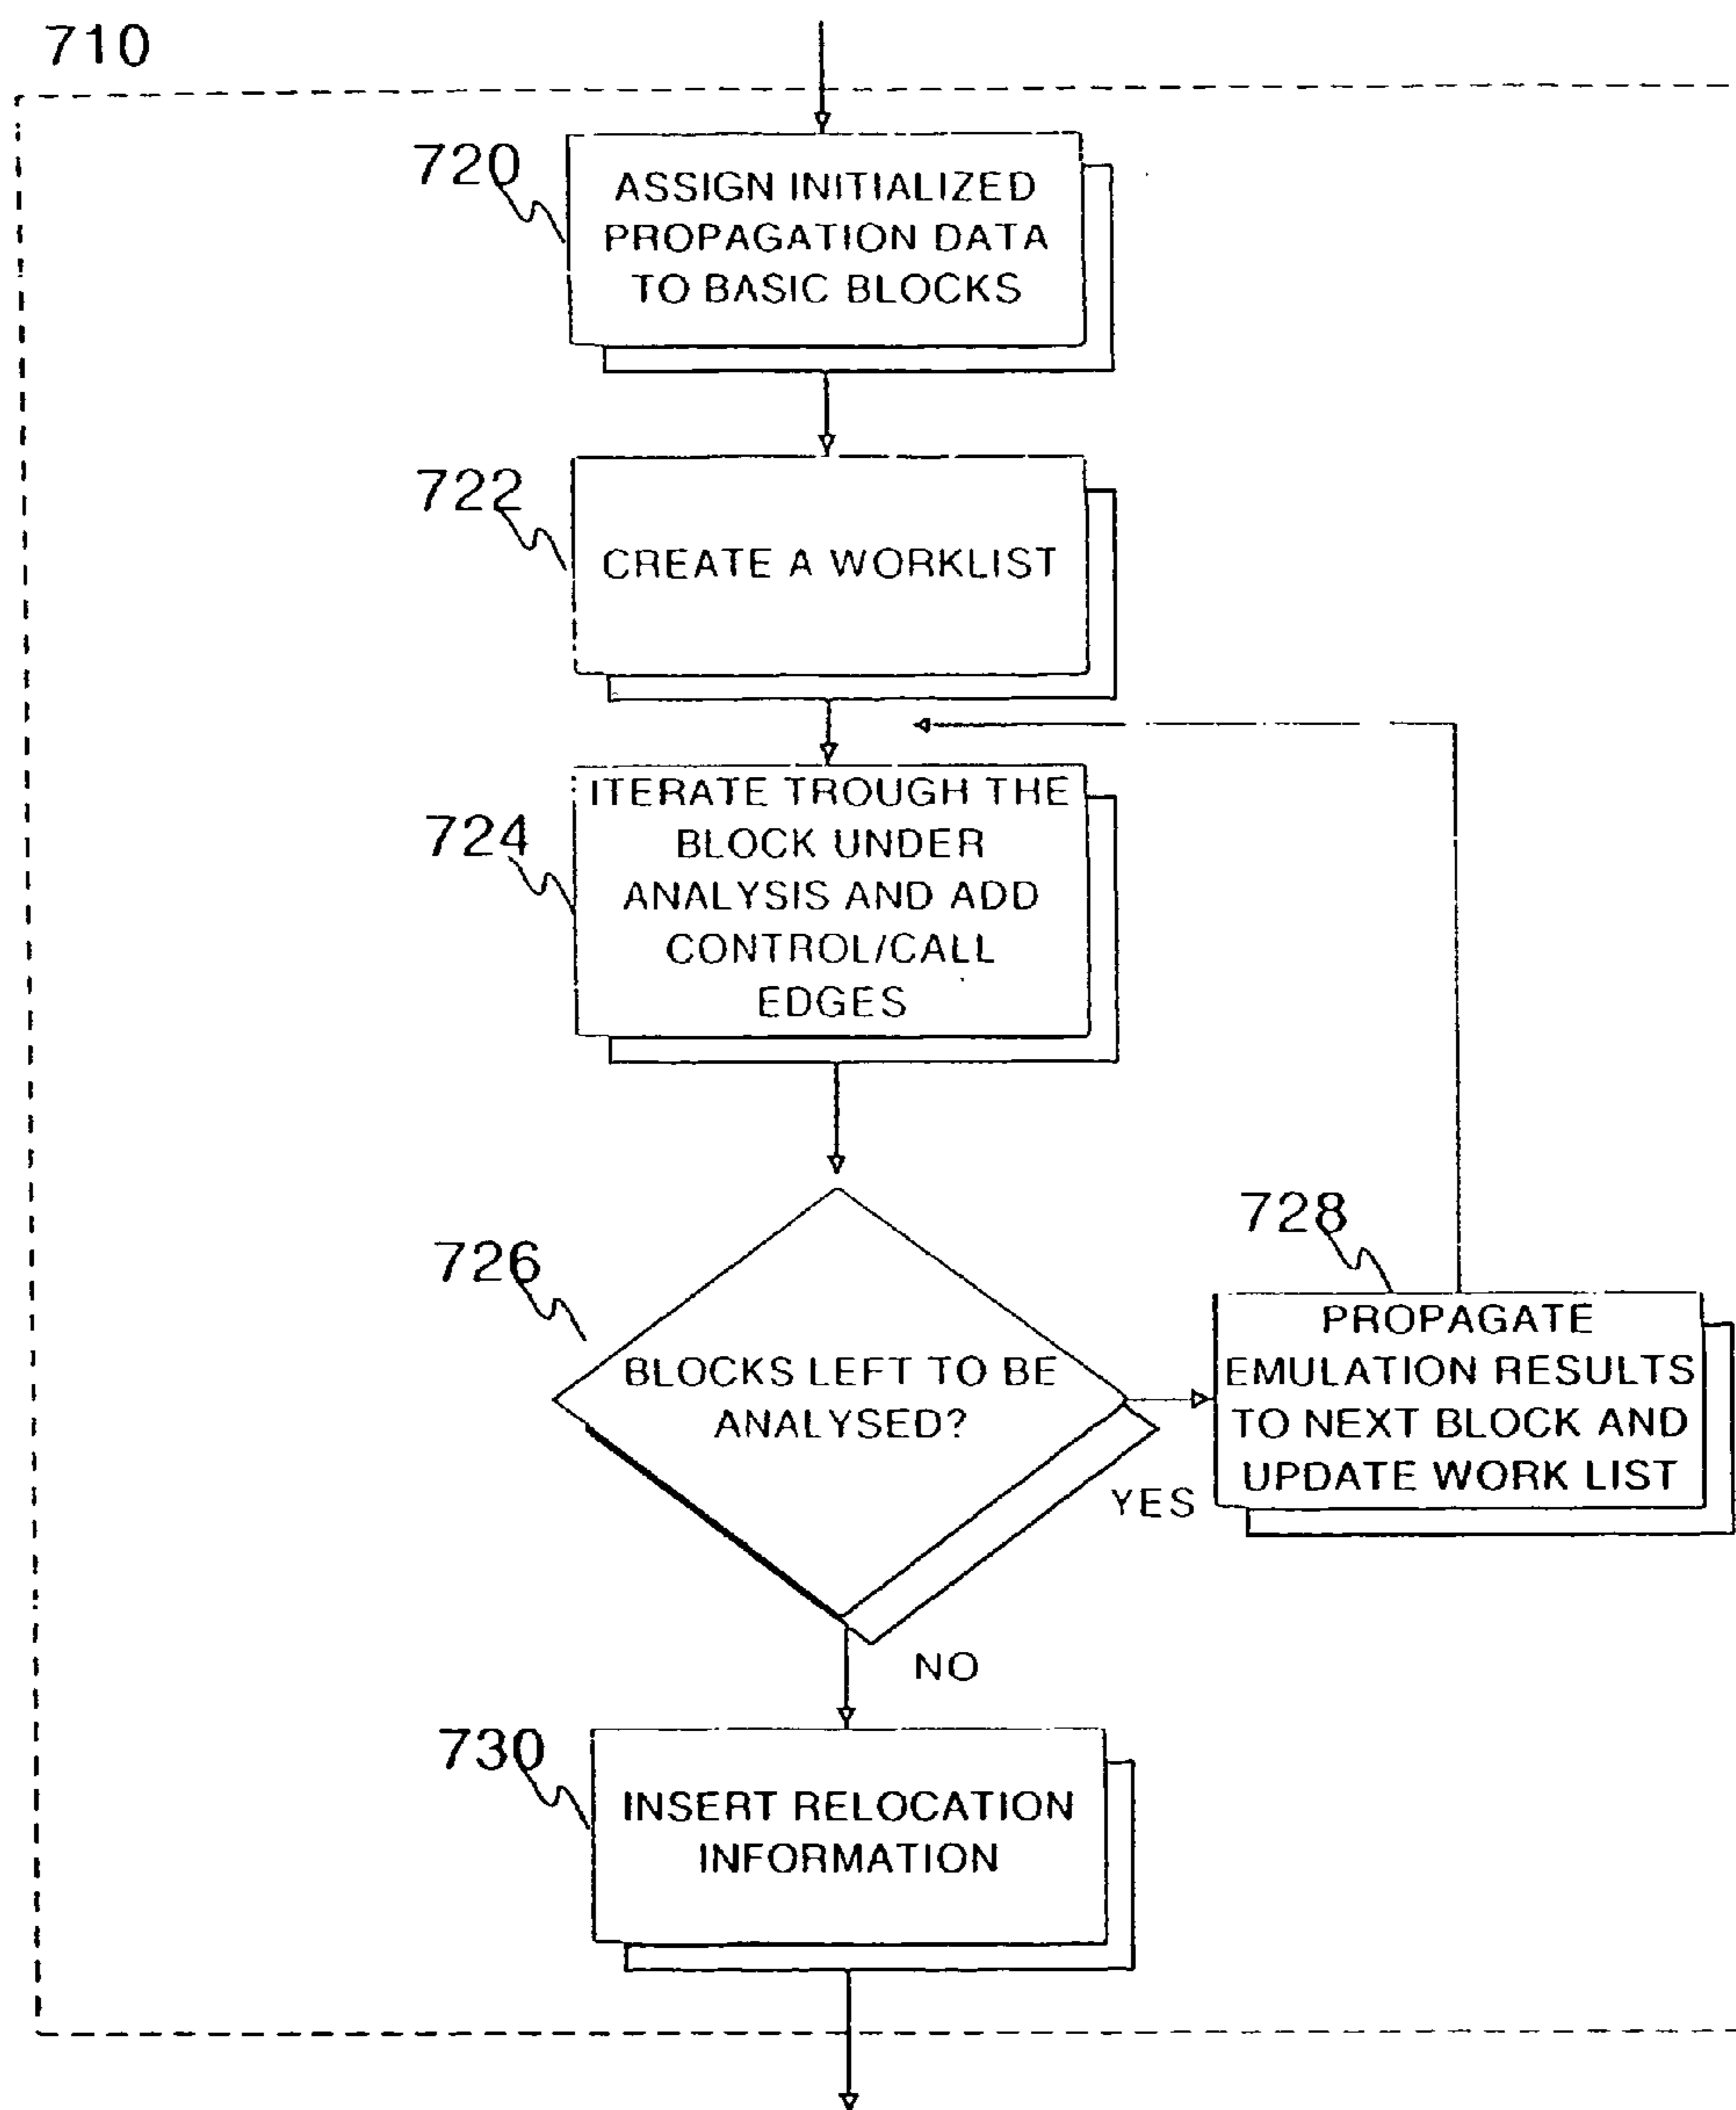 710
720
ASSIGN INITIALIZED
PROPAGATION DATA
TO BASIC BLOCKS
722
CREATE A WORKLIST
724
ITERATE TROUGH THE
BLOCK UNDER
ANALYSIS AND ADD
CONTROL/CALL
EDGES
726
BLOCKS LEFT TO BE
ANALYSED?
YES
728
PROPAGATE
EMULATION RESULTS
TO NEXT BLOCK AND
UPDATE WORK LIST
NO
730
INSERT RELOCATION
INFORMATION